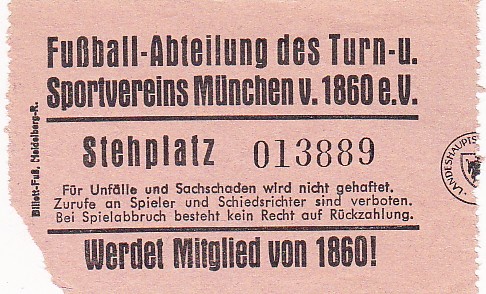 Fußball-Abteilung des Turn-u.
Sportvereins München v. 1860 e.V.
Stehplatz 013889
Für Unfälle und Sachschaden wird nicht gehaftet.
Zurufe an Spieler und Schiedsrichter sind verboten.
Bei Spielabbruch besteht kein Recht auf Rückzahlung.
Werdet Mitglied von 1860!
Billett-Fuß, Heidelberg-R.
LANDESHAUPTS